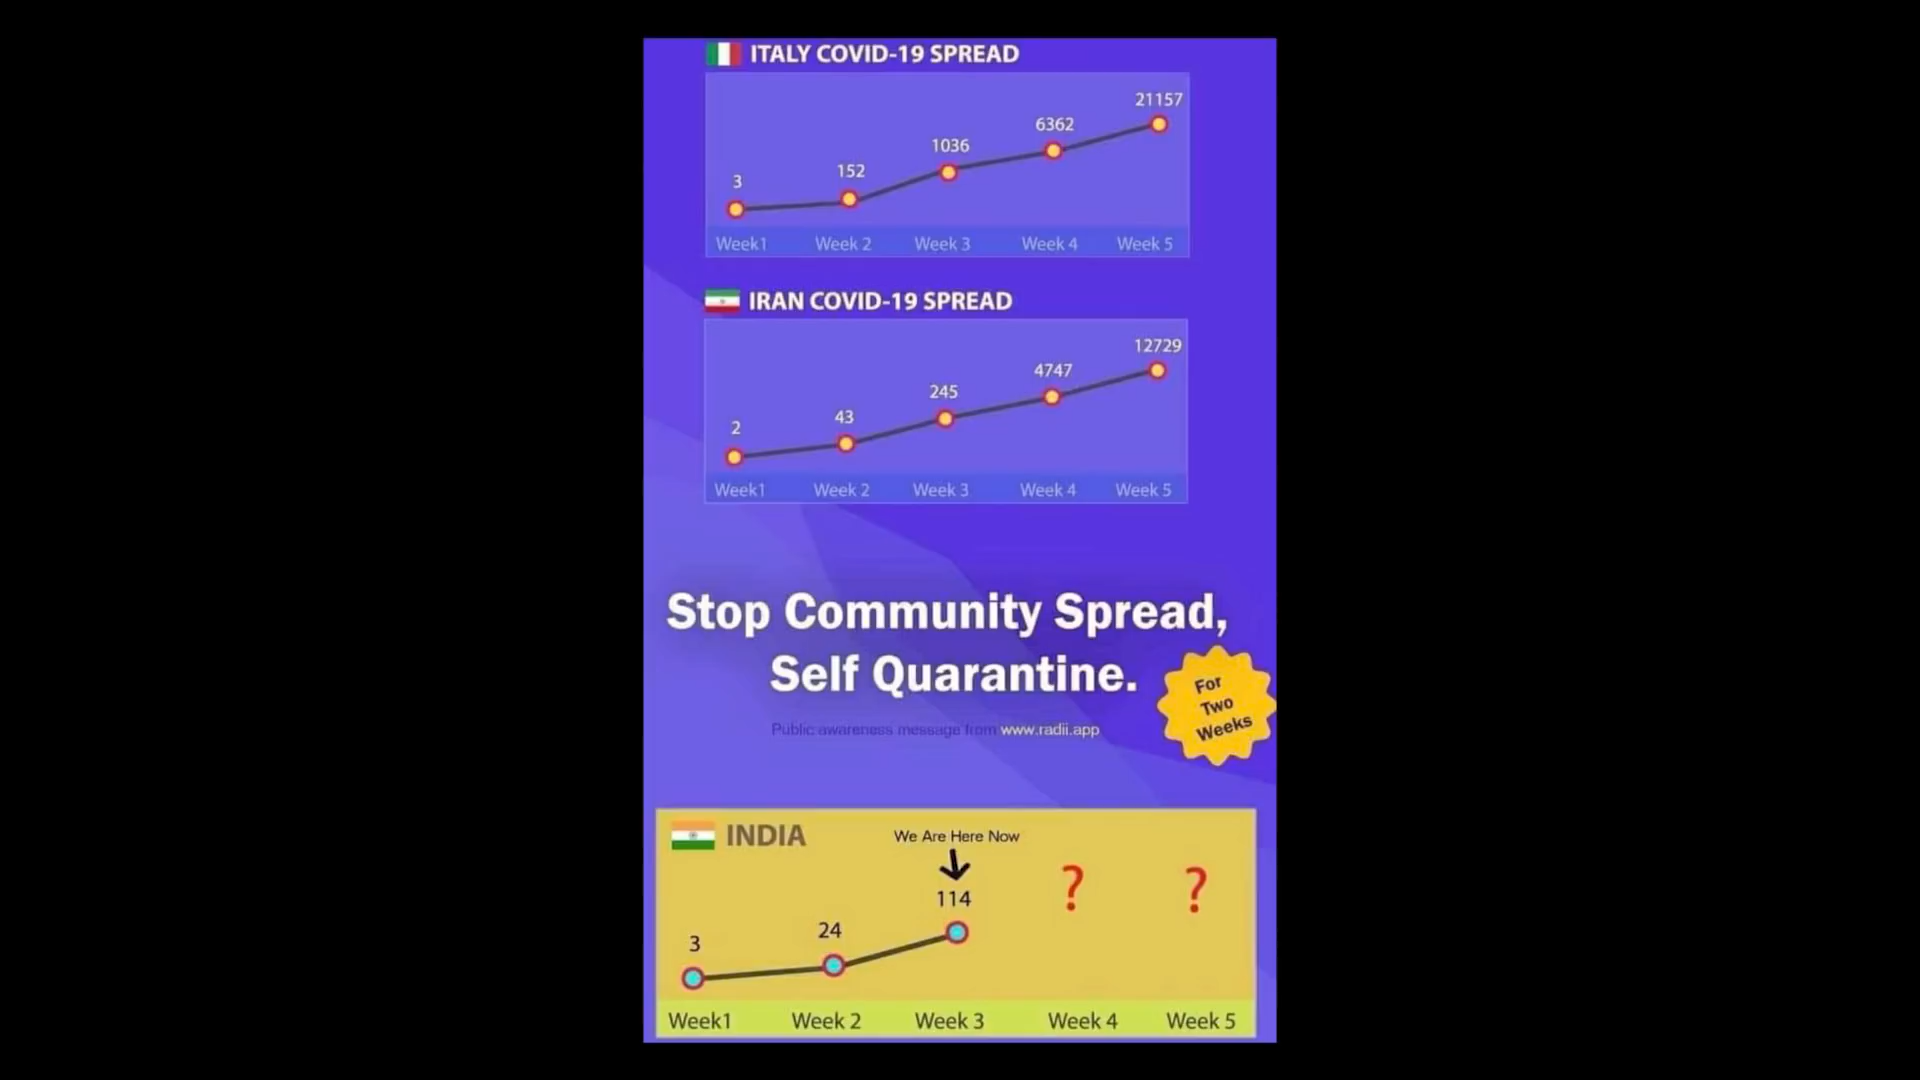 ITALY COVID-19 SPREAD
21157
6362
1036
152
3
Week1 Week 2 Week 3 Week 4 Week 5
IRAN COVID-19 SPREAD
12729
4747
245
43
2
Week1 Week 2 Week 3 Week 4 Week 5
Stop Community Spread,
Self Quarantine.
For
Two
Weeks
Public awareness message from www.radii.app
INDIA
We Are Here Now
? ?
114
24
3
Week1 Week 2 Week 3 Week 4 Week 5